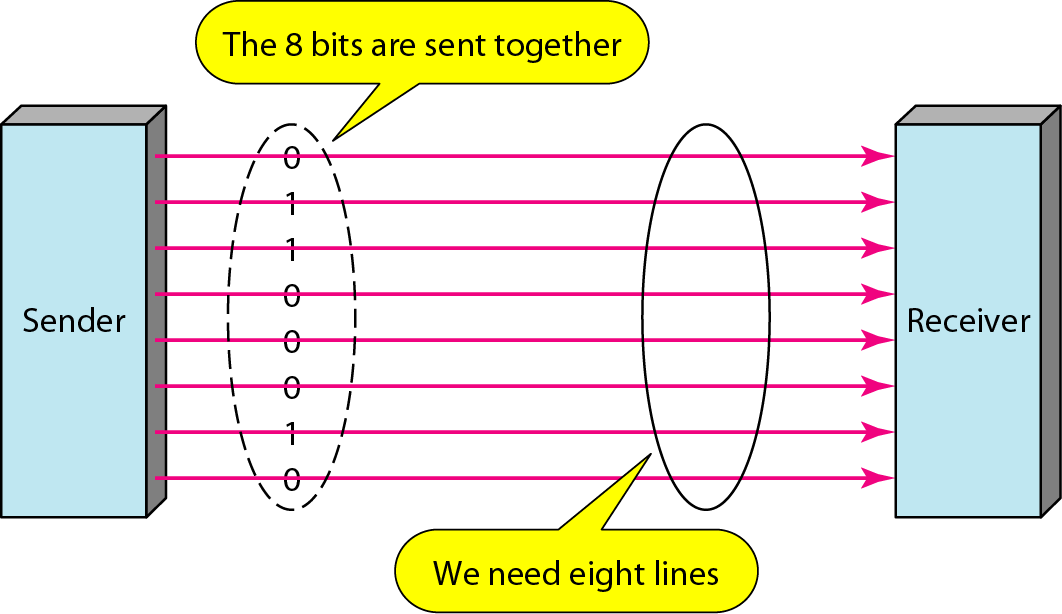 The 8 bits are sent together
0
1
1
0
Sender
Receiver
0
0
1
0
We need eight lines